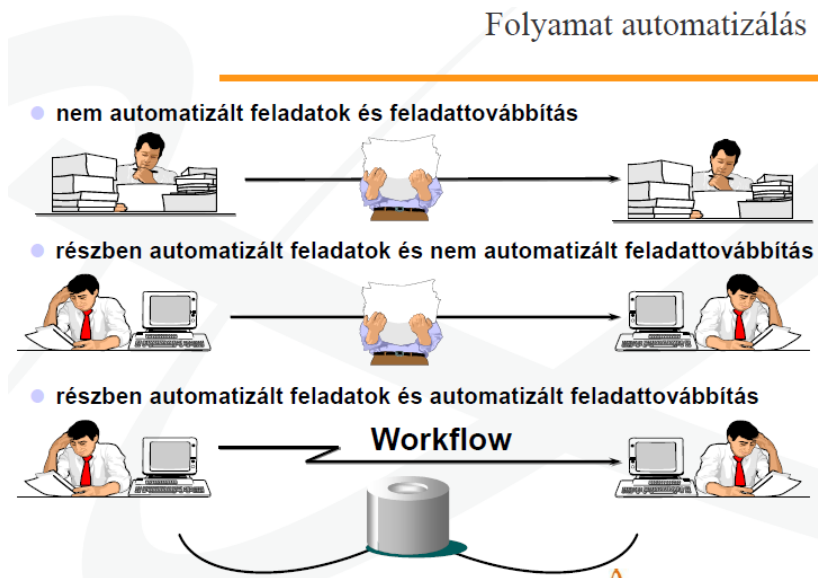 Folyamat automatizálás
nem automatizált feladatok és feladattovábbítás
részben automatizált feladatok és nem automatizált feladattovábbítás
részben automatizált feladatok és automatizált feladattovábbítás
Workflow